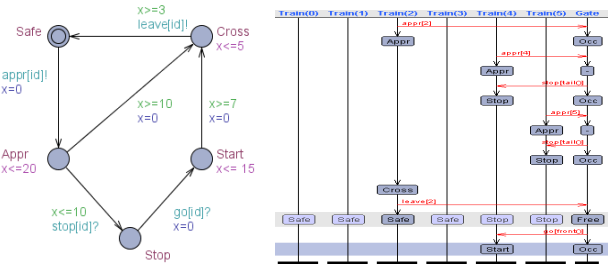 x>=3
leave[id]!
Safe
Cross
x<=5
appr[id]!
x=0
x>=10
x=0
x>=7
x=0
Appr
x<=20
Start
x<= 15
x<=10
stop[id]?
go[id]?
x=0
Stop
Train(0) Train(1) Train(2) Train(3) Train(4) Train(5) Gate
appr[2]
Appr Occ
appr[4]
Appr -
stop[tail()]
Stop Occ
appr[5]
Appr -
stop[tail()]
Stop Occ
Cross
leave[2]
Safe Safe Safe Safe Stop Stop Free
go[front()]
Start Occ